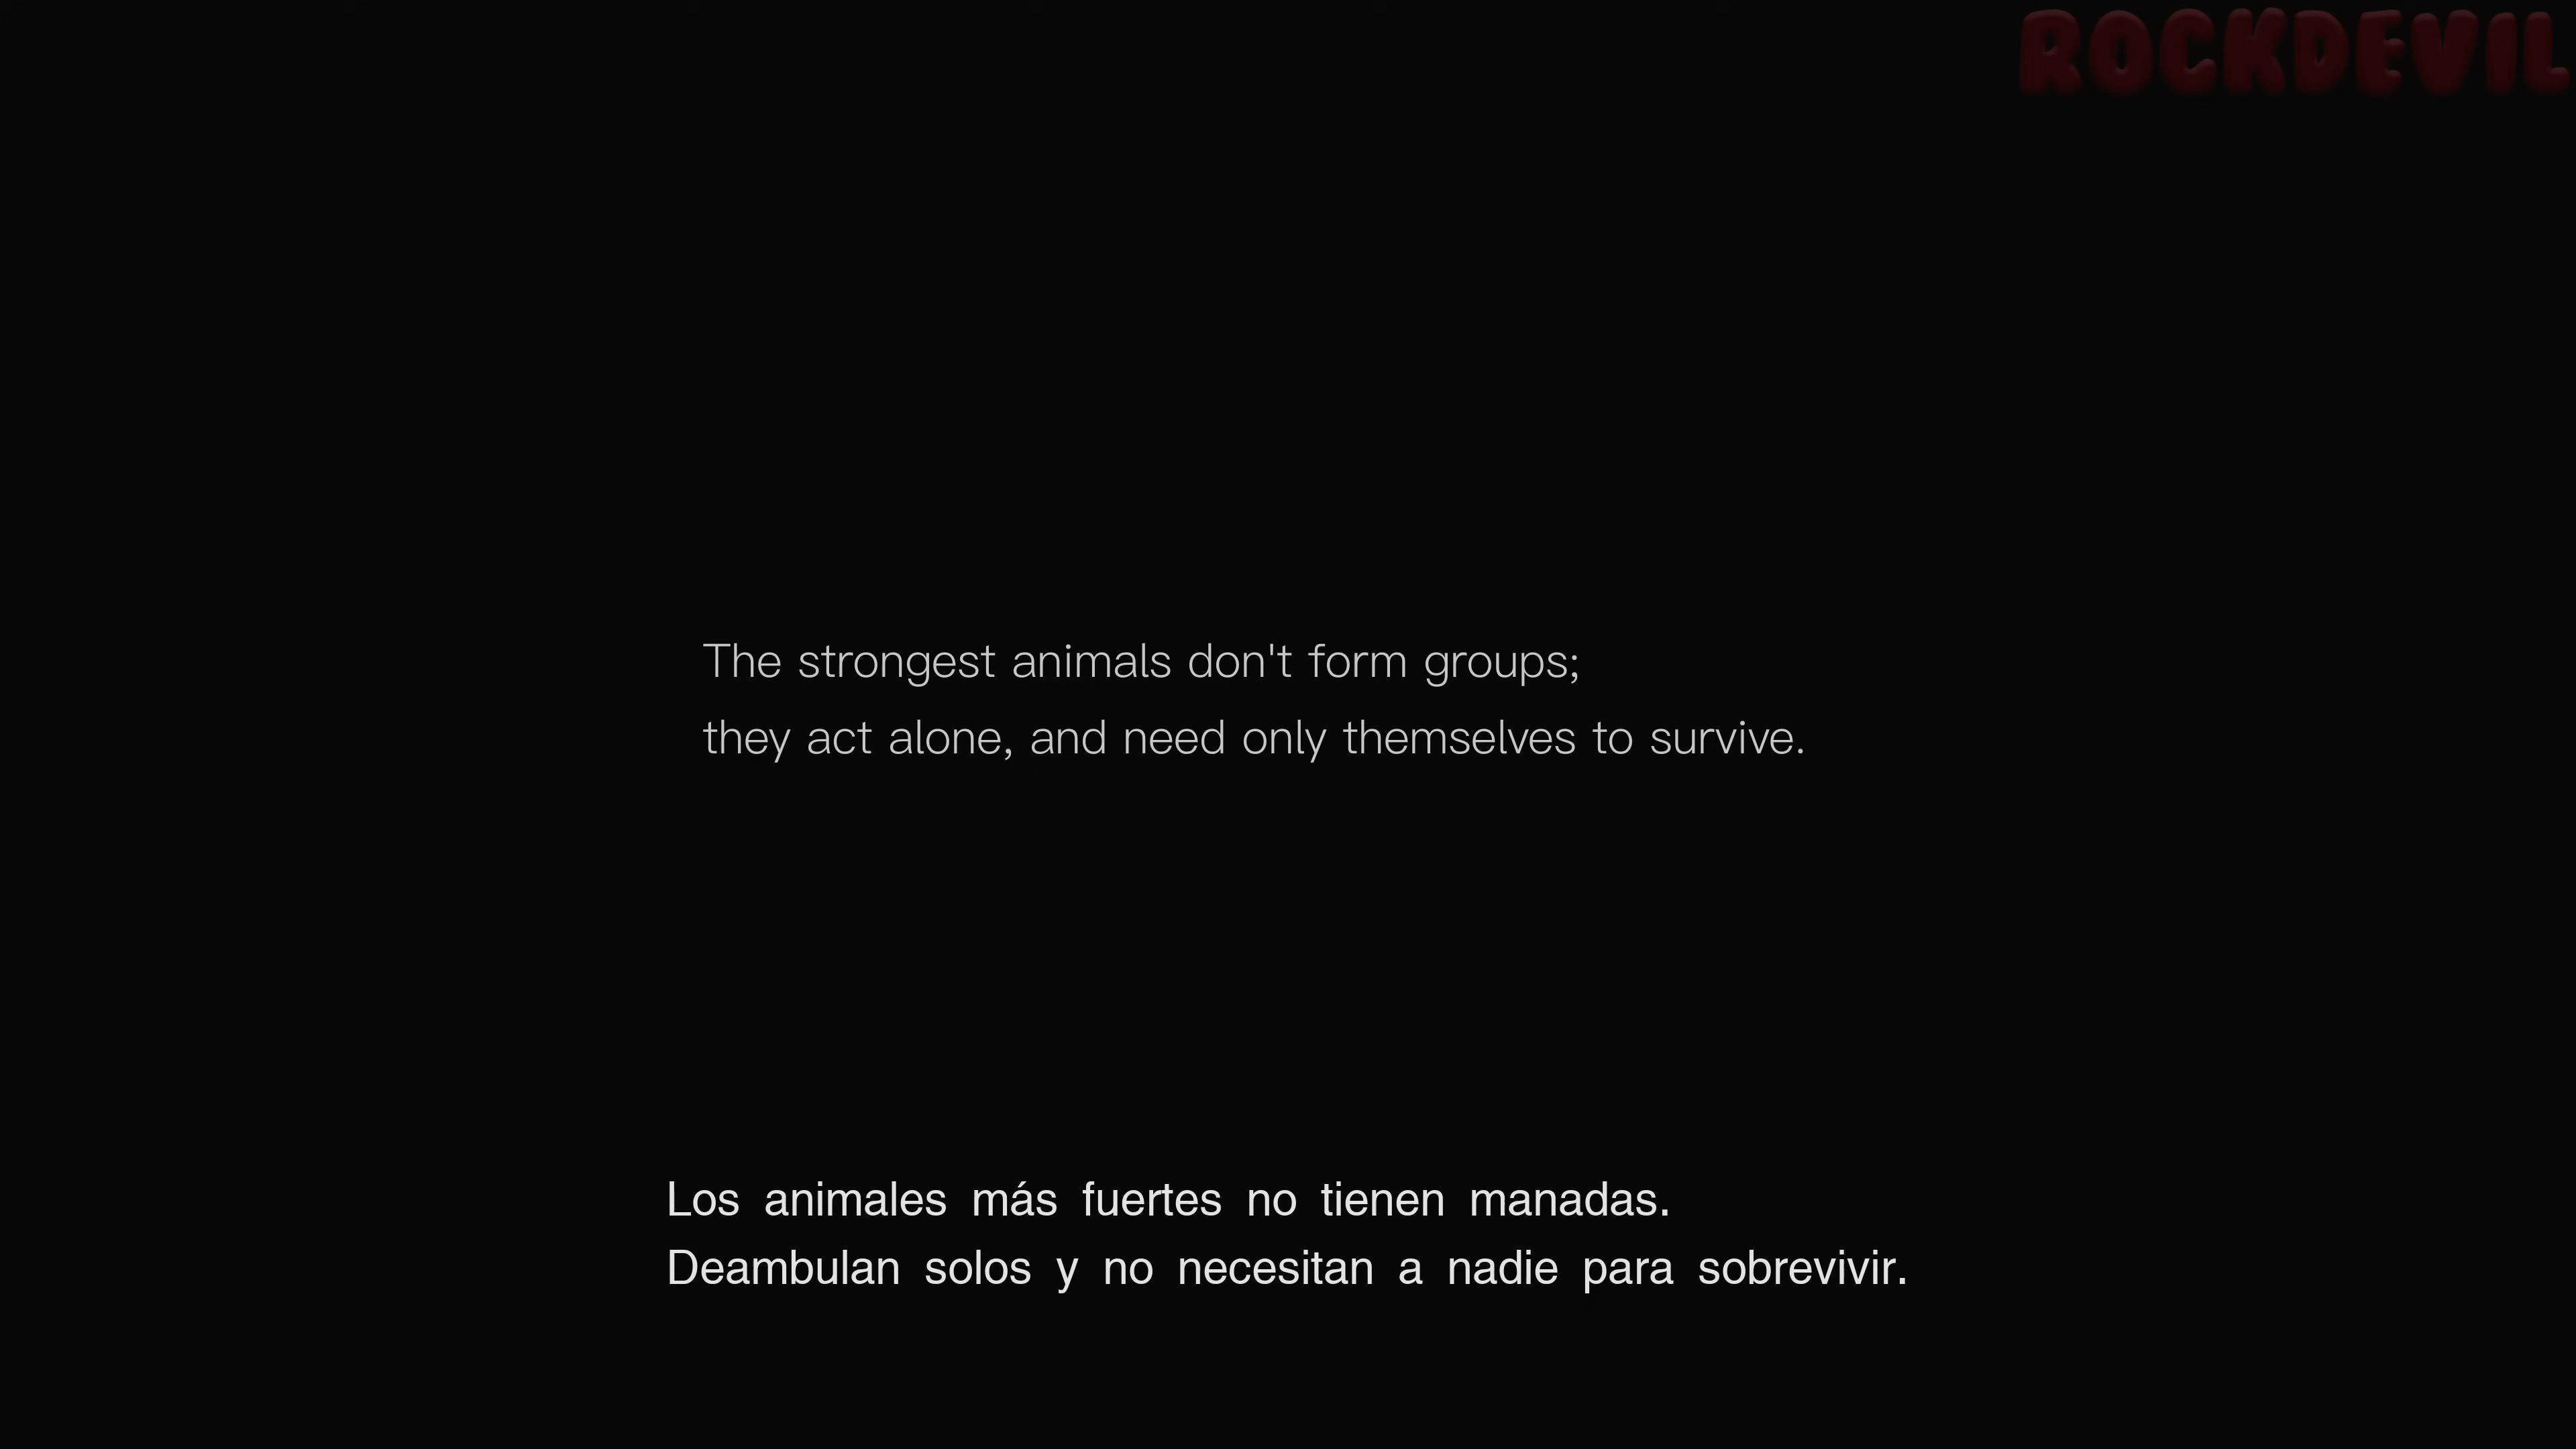 ROCKDEVIL
The strongest animals don't form groups;
they act alone, and need only themselves to survive.
Los animales más fuertes no tienen manadas.
Deambulan solos y no necesitan a nadie para sobrevivir.